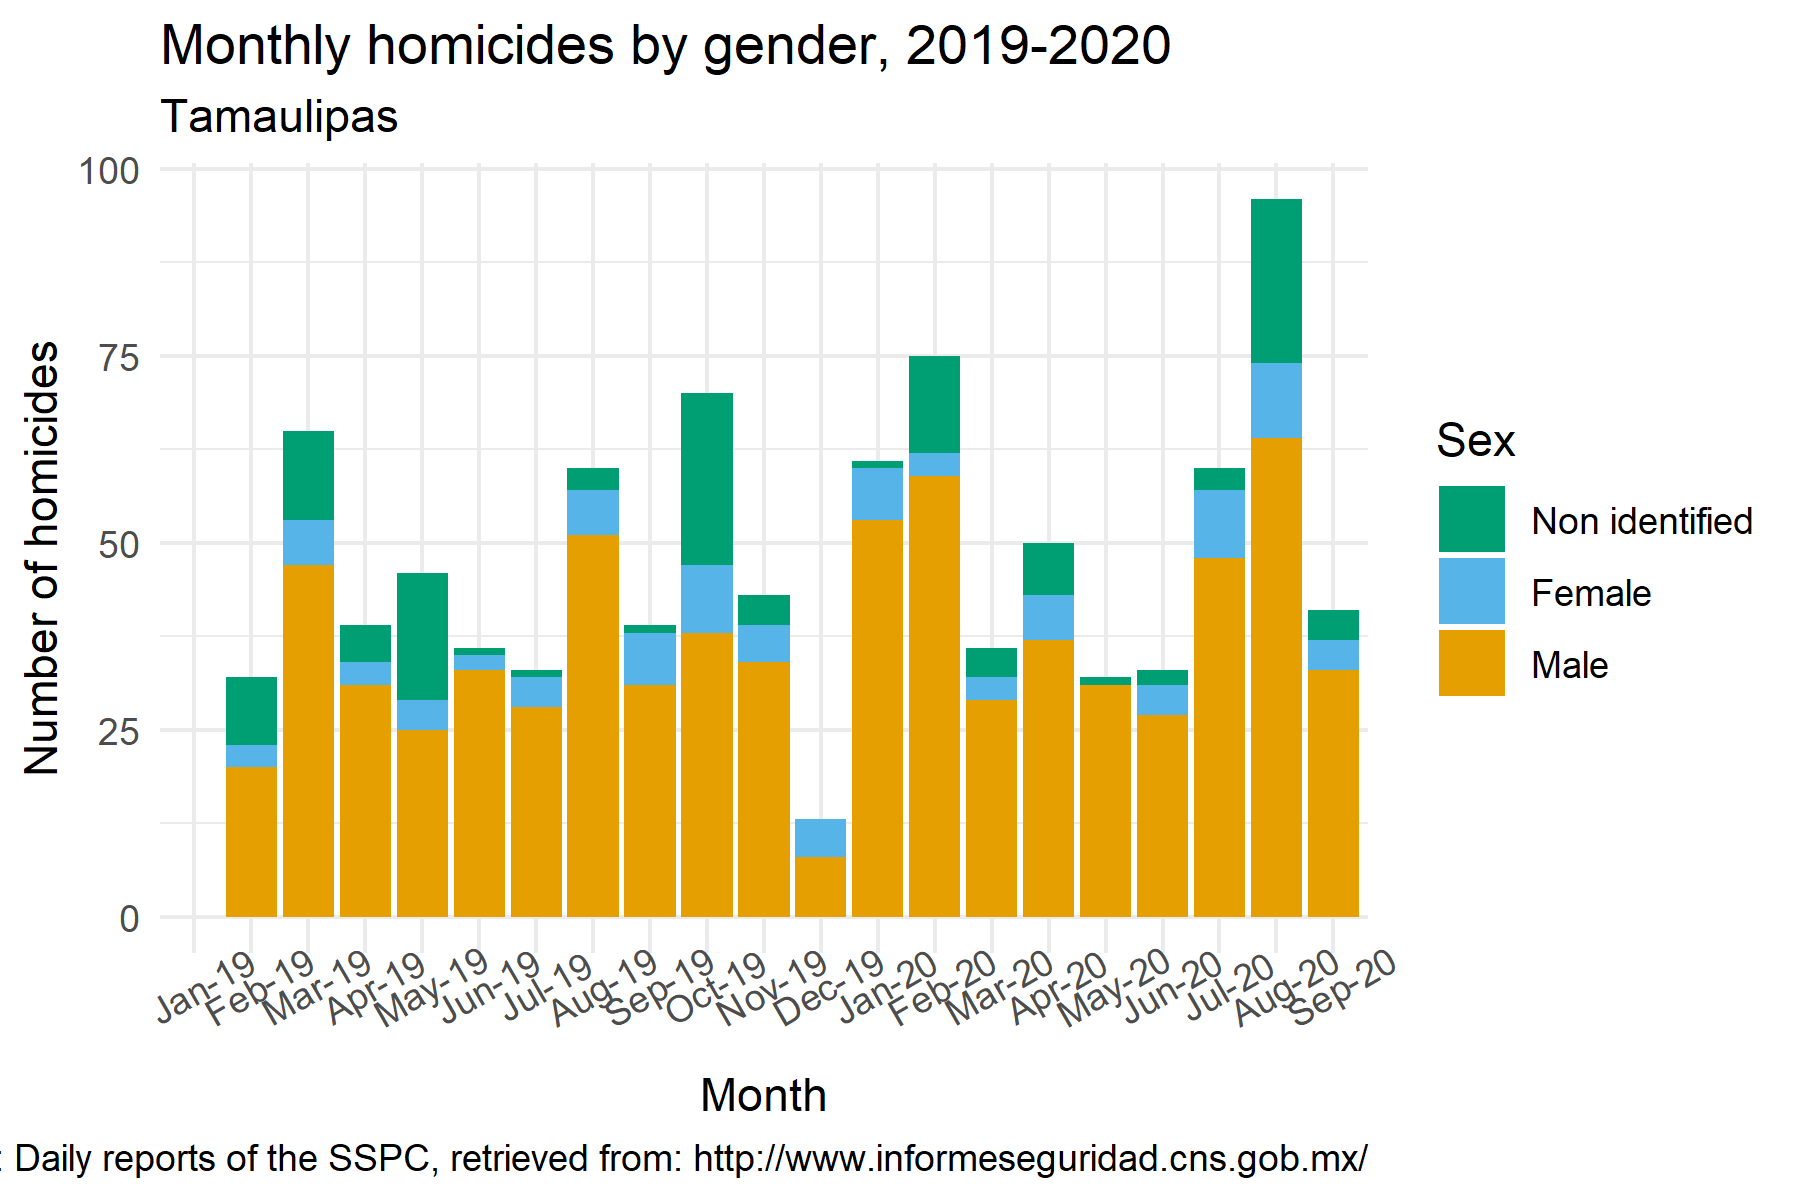 Monthly homicides by gender, 2019-2020
Tamaulipas
100
75
50
25
0
Number of homicides
Jan-19
Feb-19
Mar-19
Apr-19
May-19
Jun-19
Jul-19
Aug-19
Sep-19
Oct-19
Nov-19
Dec-19
Jan-20
Feb-20
Mar-20
Apr-20
May-20
Jun-20
Jul-20
Aug-20
Sep-20
Month
Sex
Non identified
Female
Male
: Daily reports of the SSPC, retrieved from: http://www.informeseguridad.cns.gob.mx/